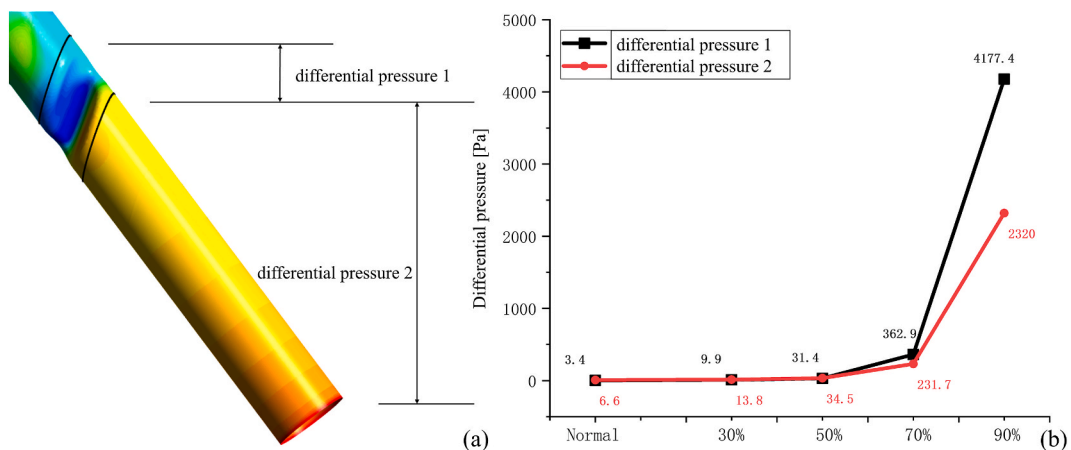 differential pressure 1
differential pressure 2
(a)
differential pressure 1
differential pressure 2
Differential pressure [Pa]
5000
4000
3000
2000
1000
0
4177.4
2320
362.9
231.7
3.4
9.9
31.4
6.6
13.8
34.5
Normal 30% 50% 70% 90%
(b)